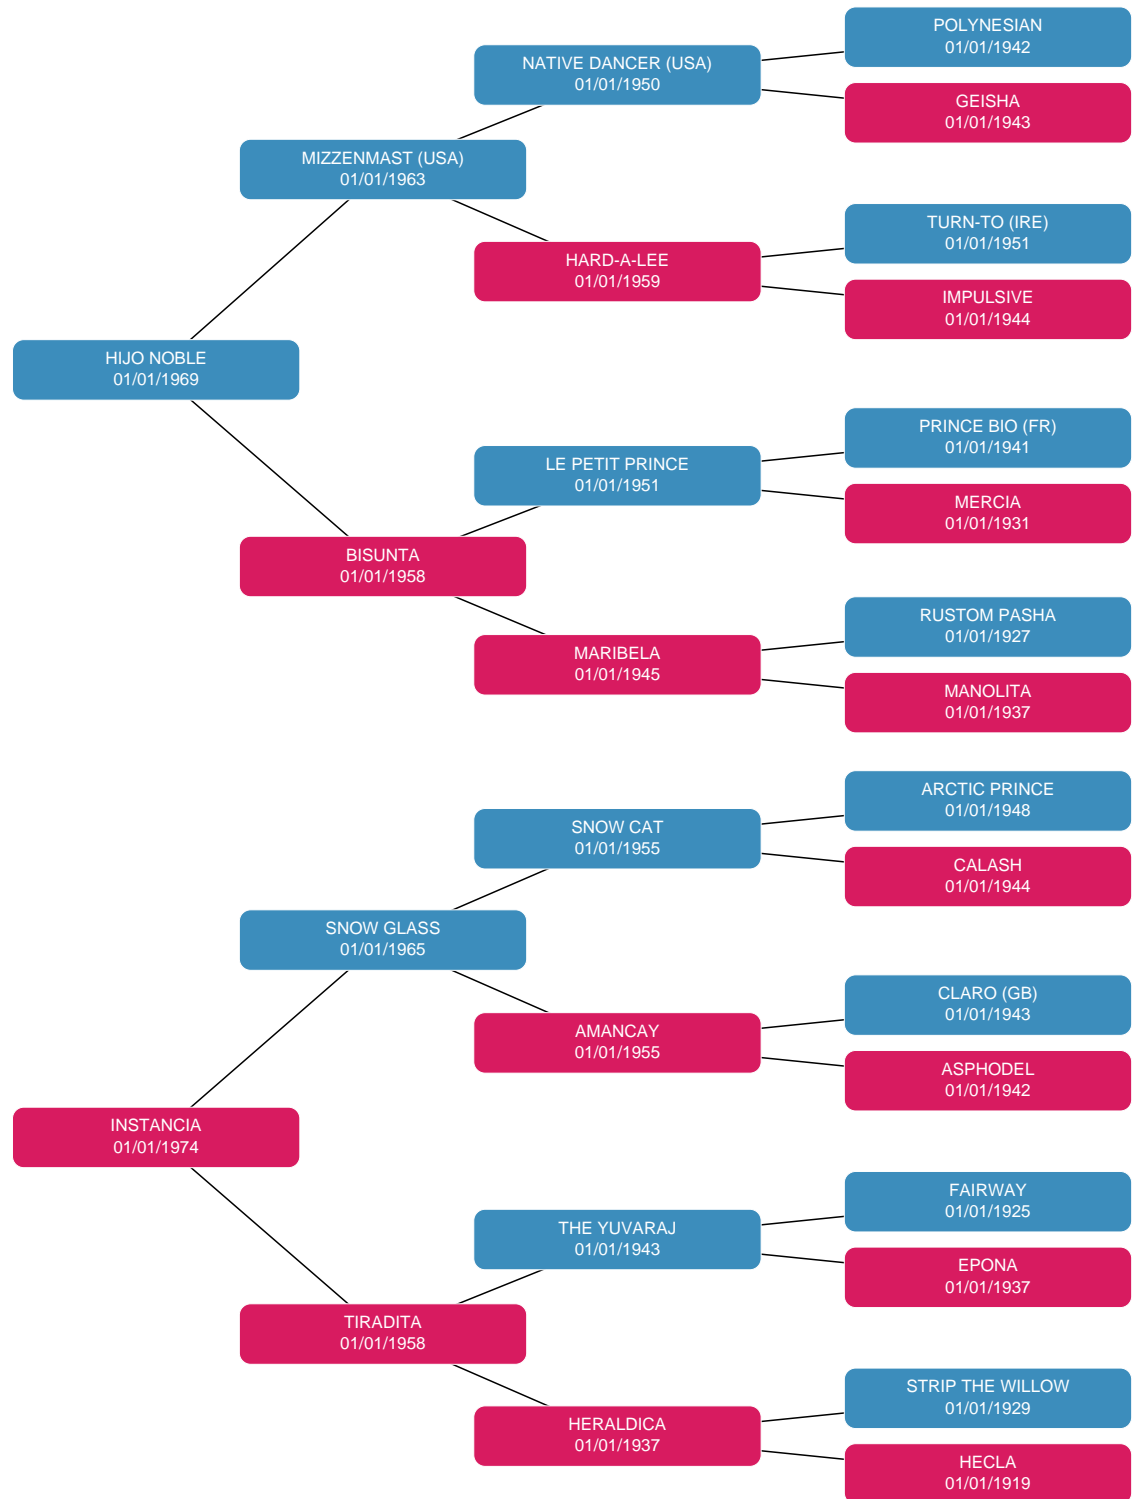 POLYNESIAN
01/01/1942
NATIVE DANCER (USA)
01/01/1950
GEISHA
01/01/1943
MIZZENMAST (USA)
01/01/1963
TURN-TO (IRE)
01/01/1951
HARD-A-LEE
01/01/1959
IMPULSIVE
01/01/1944
HIJO NOBLE
01/01/1969
PRINCE BIO (FR)
01/01/1941
LE PETIT PRINCE
01/01/1951
MERCIA
01/01/1931
BISUNTA
01/01/1958
RUSTOM PASHA
01/01/1927
MARIBELA
01/01/1945
MANOLITA
01/01/1937
ARCTIC PRINCE
01/01/1948
SNOW CAT
01/01/1955
CALASH
01/01/1944
SNOW GLASS
01/01/1965
CLARO (GB)
01/01/1943
AMANCAY
01/01/1955
ASPHODEL
01/01/1942
INSTANCIA
01/01/1974
FAIRWAY
01/01/1925
THE YUVARAJ
01/01/1943
EPONA
01/01/1937
TIRADITA
01/01/1958
STRIP THE WILLOW
01/01/1929
HERALDICA
01/01/1937
HECLA
01/01/1919